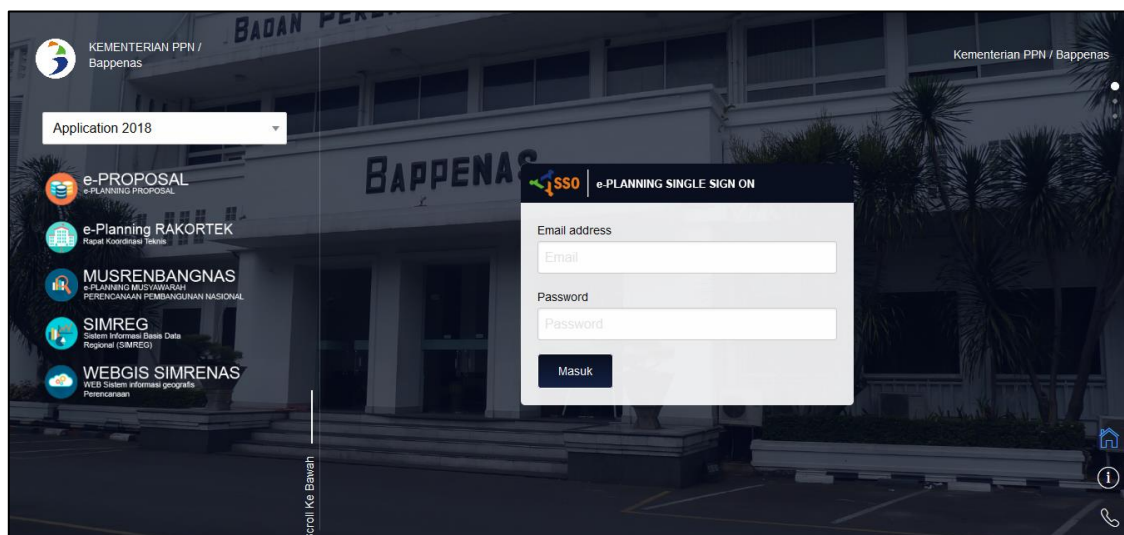 BADAN
KEMENTERIAN PPN /
Bappenas
Kementerian PPN / Bappenas
Application 2018
BAPPENAS
SSO e-PLANNING SINGLE SIGN ON
e-PROPOSAL
e-PLANNING PROPOSAL
e-Planning RAKORTEK
Rapat Koordinasi Teknis
MUSRENBANGNAS
e-PLANNING MUSYAWARAH
PERENCANAAN PEMBANGUNAN NASIONAL
SIMREG
Sistem Informasi Basis Data
Regional (SIMREG)
WEBGIS SIMRENAS
WEB Sistem informasi geografis
Perencanaan
Email address
Email
Password
Password
Masuk
Scroll Ke Bawah